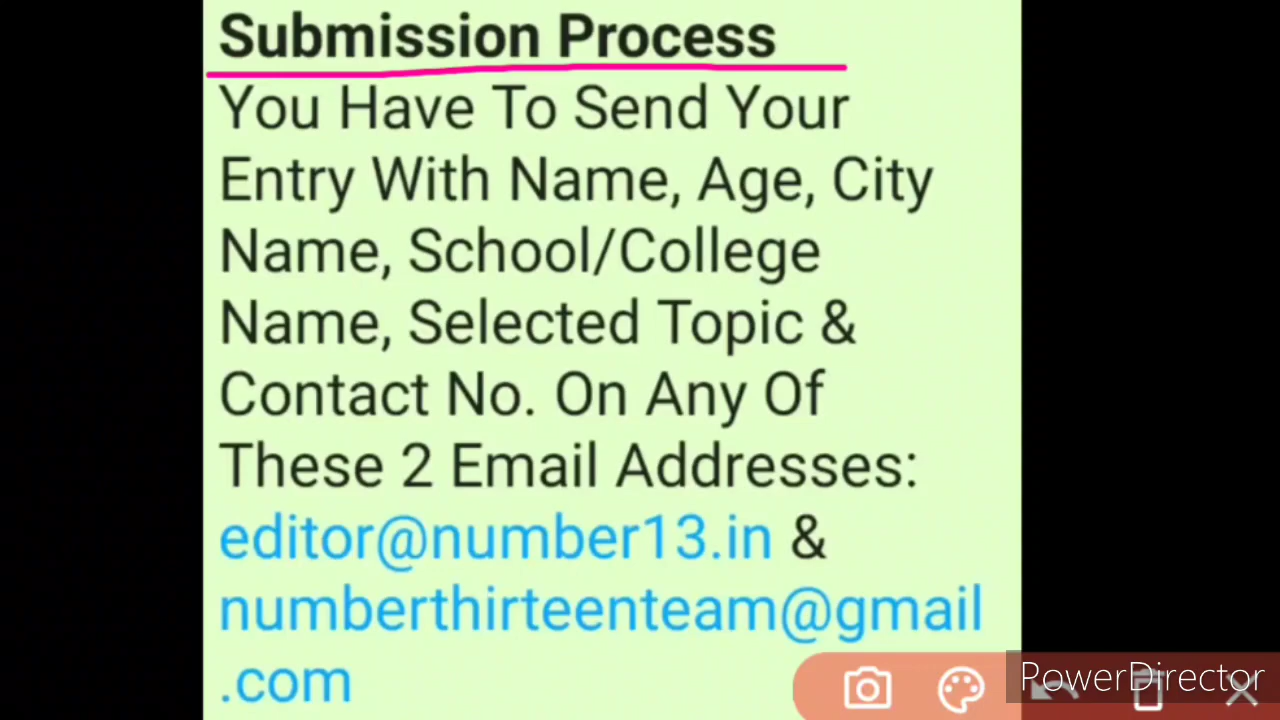 Submission Process
You Have To Send Your
Entry With Name, Age, City
Name, School/College
Name, Selected Topic &
Contact No. On Any Of
These 2 Email Addresses:
editor@number13.in &
numberthirteenteam@gmail
.com
PowerDirector